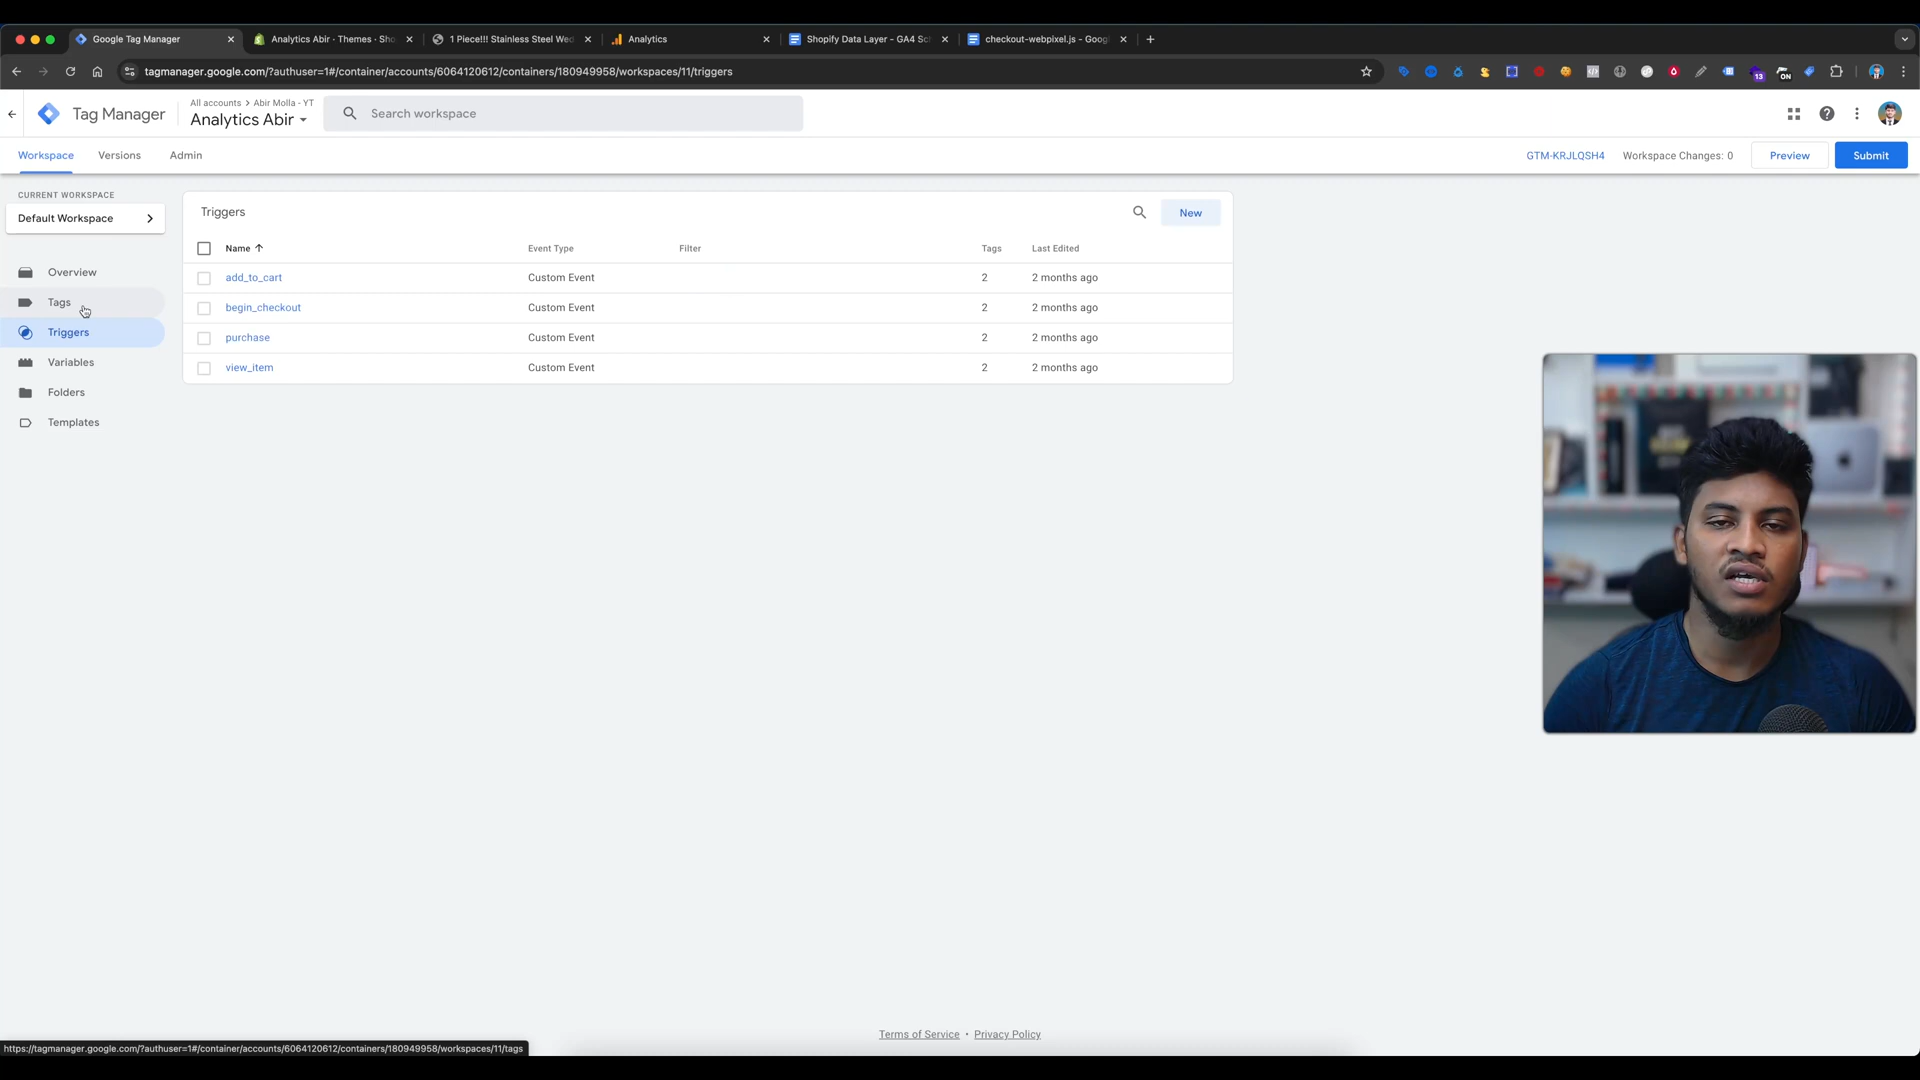 Google Tag Manager
Analytics Abir · Themes · Sho
1 Piece!!! Stainless Steel Wed
Analytics
Shopify Data Layer - GA4 Sc
checkout-webpixel.js - Googl
tagmanager.google.com/?authuser=1#/container/accounts/6064120612/containers/180949958/workspaces/11/triggers
13
ON
Tag Manager
All accounts > Abir Molla - YT
Analytics Abir
Search workspace
Workspace
Versions
Admin
GTM-KRJLQSH4
Workspace Changes: 0
Preview
Submit
CURRENT WORKSPACE
Default Workspace
Overview
Tags
Triggers
Variables
Folders
Templates
Triggers
New
Name
Event Type
Filter
Tags
Last Edited
add_to_cart Custom Event 2 2 months ago
begin_checkout Custom Event 2 2 months ago
purchase Custom Event 2 2 months ago
view_item Custom Event 2 2 months ago
Terms of Service · Privacy Policy
https://tagmanager.google.com/?authuser=1#/container/accounts/6064120612/containers/180949958/workspaces/11/tags